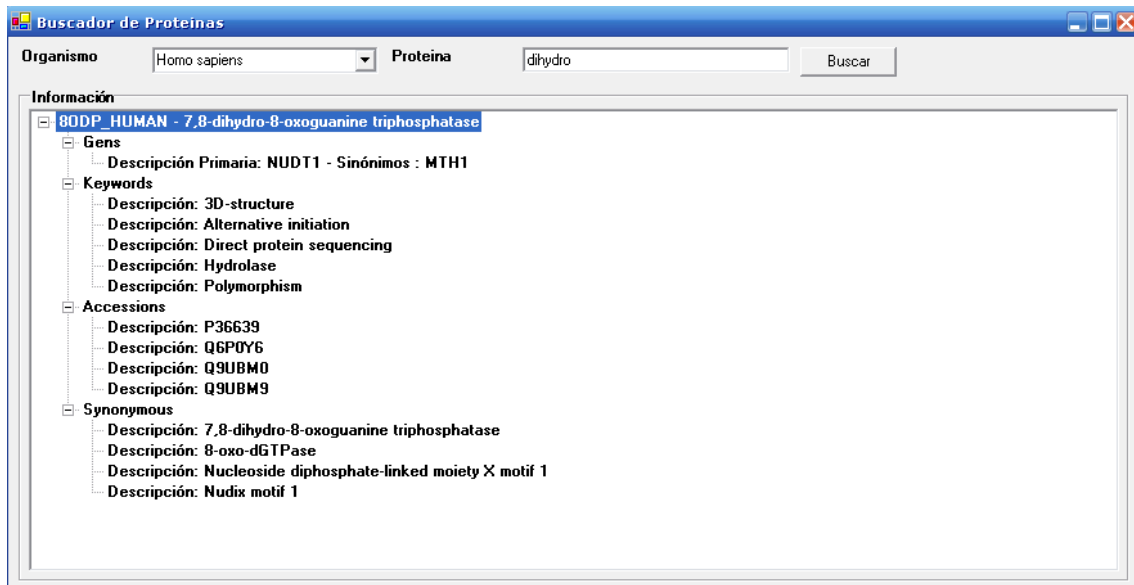 Buscador de Proteinas
Organismo Homo sapiens Proteina dihydro Buscar
Información
8ODP_HUMAN - 7,8-dihydro-8-oxoguanine triphosphatase
Gens
Descripción Primaria: NUDT1 - Sinónimos : MTH1
Keywords
Descripción: 3D-structure
Descripción: Alternative initiation
Descripción: Direct protein sequencing
Descripción: Hydrolase
Descripción: Polymorphism
Accessions
Descripción: P36639
Descripción: Q6P0Y6
Descripción: Q9UBM0
Descripción: Q9UBM9
Synonymous
Descripción: 7,8-dihydro-8-oxoguanine triphosphatase
Descripción: 8-oxo-dGTPase
Descripción: Nucleoside diphosphate-linked moiety X motif 1
Descripción: Nudix motif 1